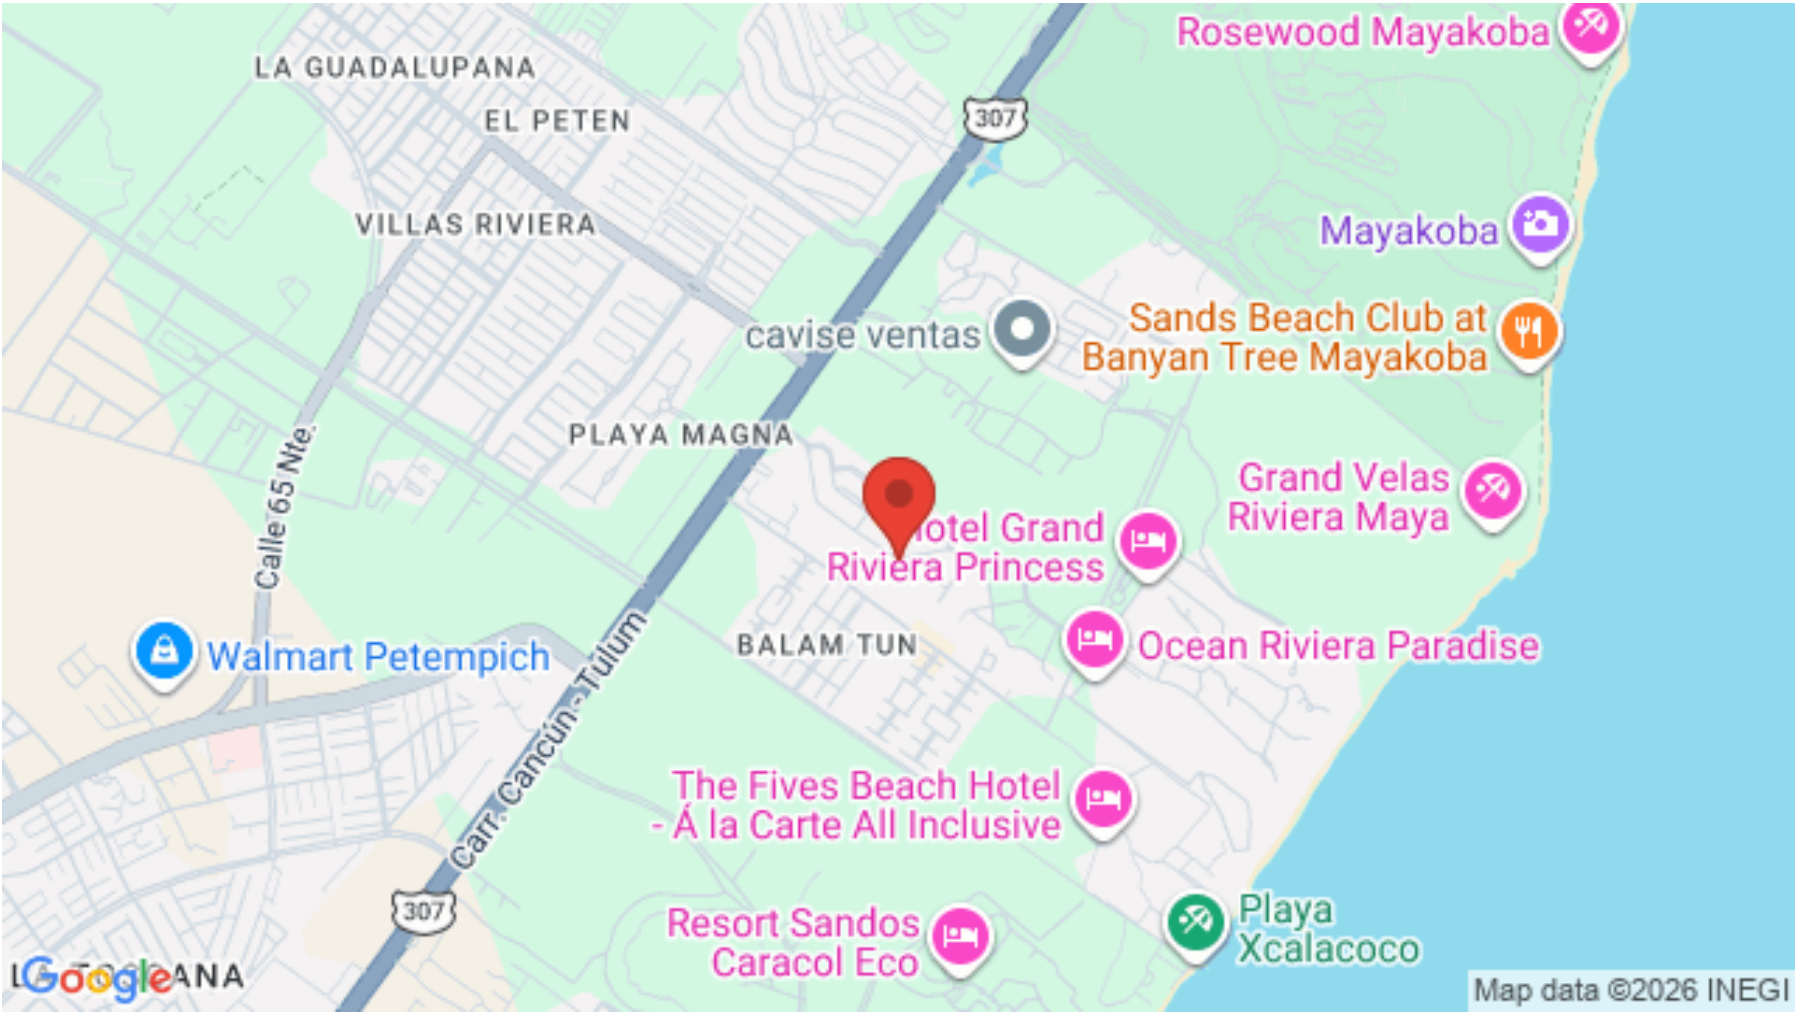 Rosewood Mayakoba
LA GUADALUPANA
EL PETEN
307
VILLAS RIVIERA
Mayakoba
cavise ventas
Sands Beach Club at
Banyan Tree Mayakoba
PLAYA MAGNA
Calle 65 Nte.
Grand Velas
Riviera Maya
otel Grand
Riviera Princess
Walmart Petempich
BALAM TUN
Ocean Riviera Paradise
Carr. Cancún - Tulum
The Fives Beach Hotel
- Á la Carte All Inclusive
307
Resort Sandos
Caracol Eco
Playa
Xcalacoco
Google
Map data ©2026 INEGI